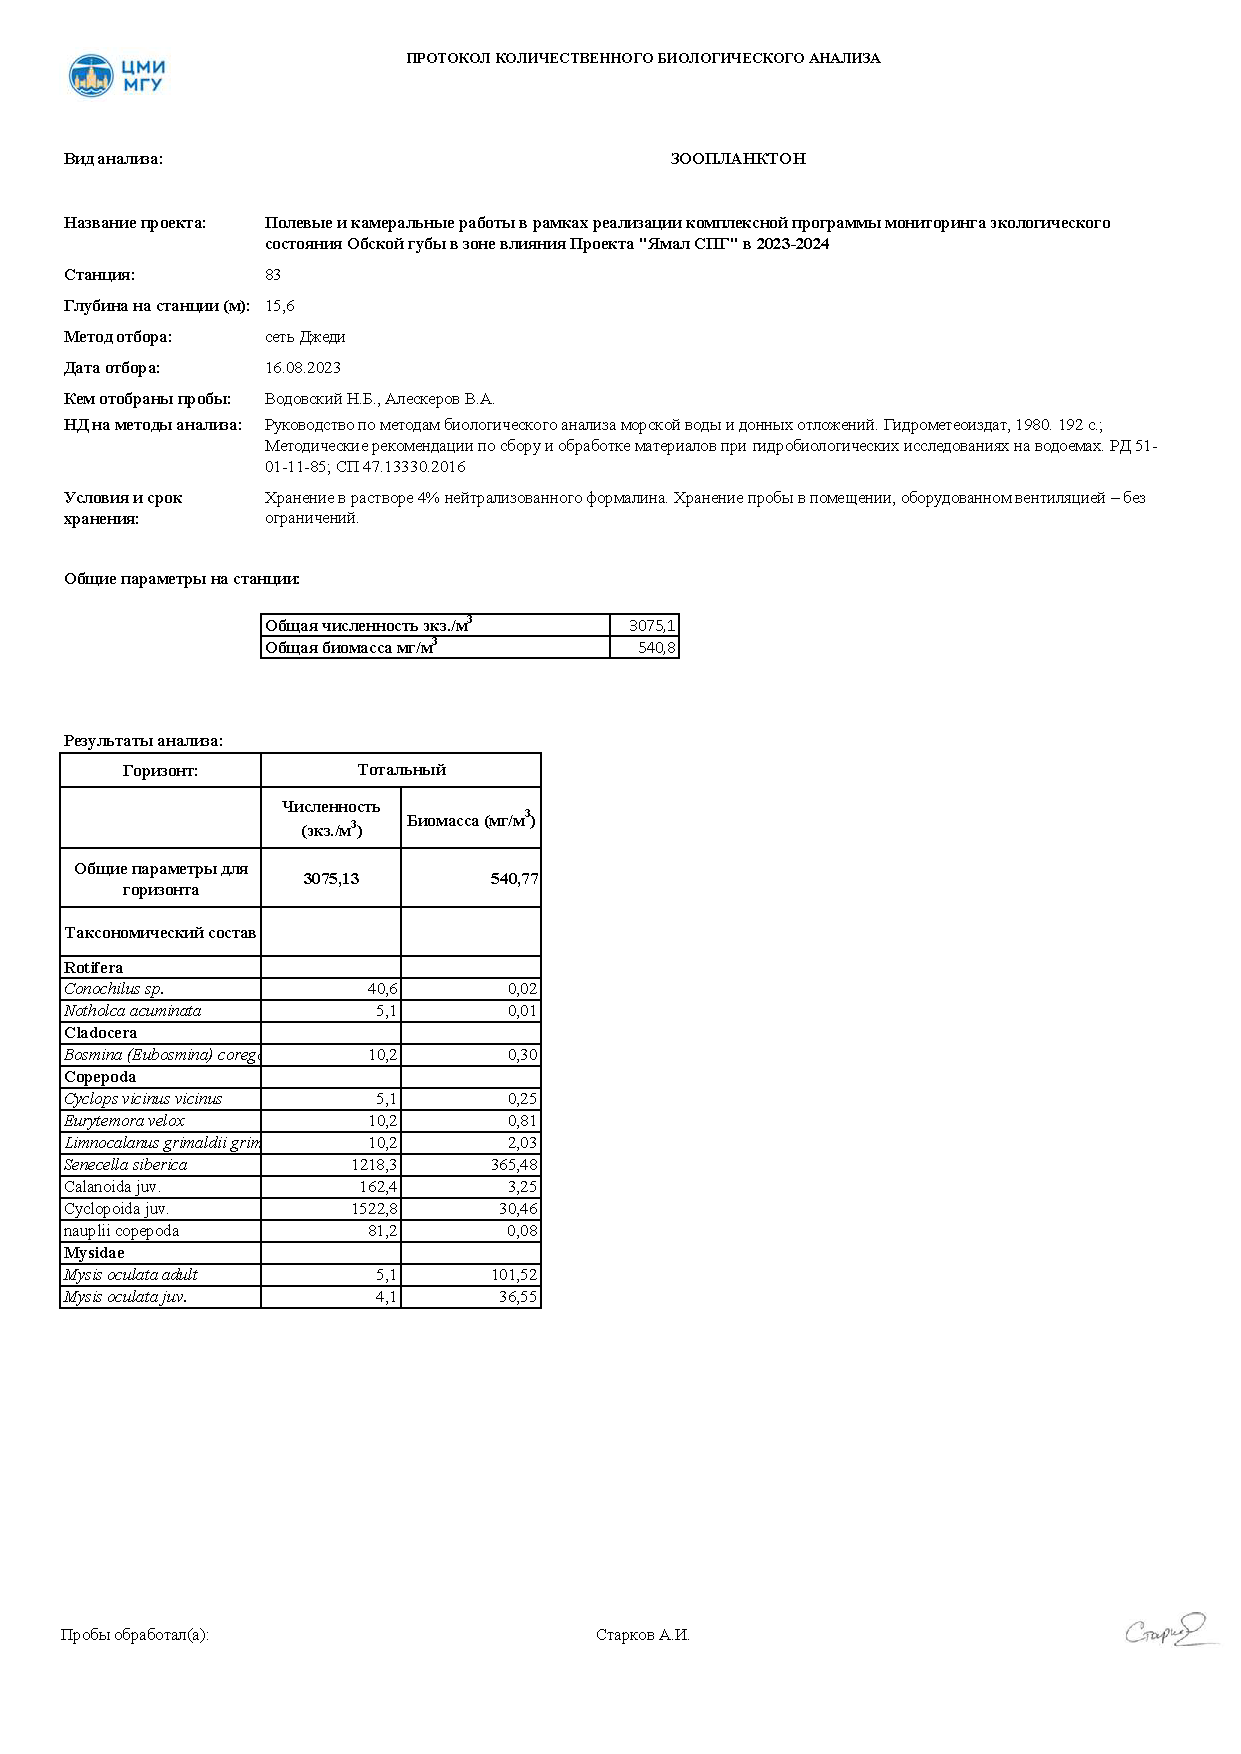 ЦМИ
МГУ
ПРОТОКОЛ КОЛИЧЕСТВЕННОГО БИОЛОГИЧЕСКОГО АНАЛИЗА
Вид анализа: ЗООПЛАНКТОН
Название проекта: Полевые и камеральные работы в рамках реализации комплексной программы мониторинга экологического
состояния Обской губы в зоне влияния Проекта "Ямал СПГ" в 2023-2024
Станция: 83
Глубина на станции (м): 15,6
Метод отбора: сеть Джеди
Дата отбора: 16.08.2023
Кем отобраны пробы: Водовский Н.Б., Алескеров В.А.
НД на методы анализа: Руководство по методам биологического анализа морской воды и донных отложений. Гидрометеоиздат, 1980. 192 с.;
Методические рекомендации по сбору и обработке материалов при гидробиологических исследованиях на водоемах. РД 51-
01-11-85; СП 47.13330.2016
Условия и срок Хранение в растворе 4% нейтрализованного формалина. Хранение пробы в помещении, оборудованном вентиляцией – без
хранения: ограничений.
Общие параметры на станции:
Общая численность экз./м³ 3075,1
Общая биомасса мг/м³ 540,8
Результаты анализа:
Горизонт: Тотальный
Численность
(экз./м³) Биомасса (мг/м³)
Общие параметры для
горизонта 3075,13 540,77
Таксономический состав
Rotifera
Conochilus sp. 40,6 0,02
Notholca acuminata 5,1 0,01
Cladocera
Bosmina (Eubosmina) corego 10,2 0,30
Copepoda
Cyclops vicinus vicinus 5,1 0,25
Eurytemora velox 10,2 0,81
Limnocalanus grimaldii grim 10,2 2,03
Senecella siberica 1218,3 365,48
Calanoida juv. 162,4 3,25
Cyclopoida juv. 1522,8 30,46
nauplii copepoda 81,2 0,08
Mysidae
Mysis oculata adult 5,1 101,52
Mysis oculata juv. 4,1 36,55
Пробы обработал(а): Старков А.И.